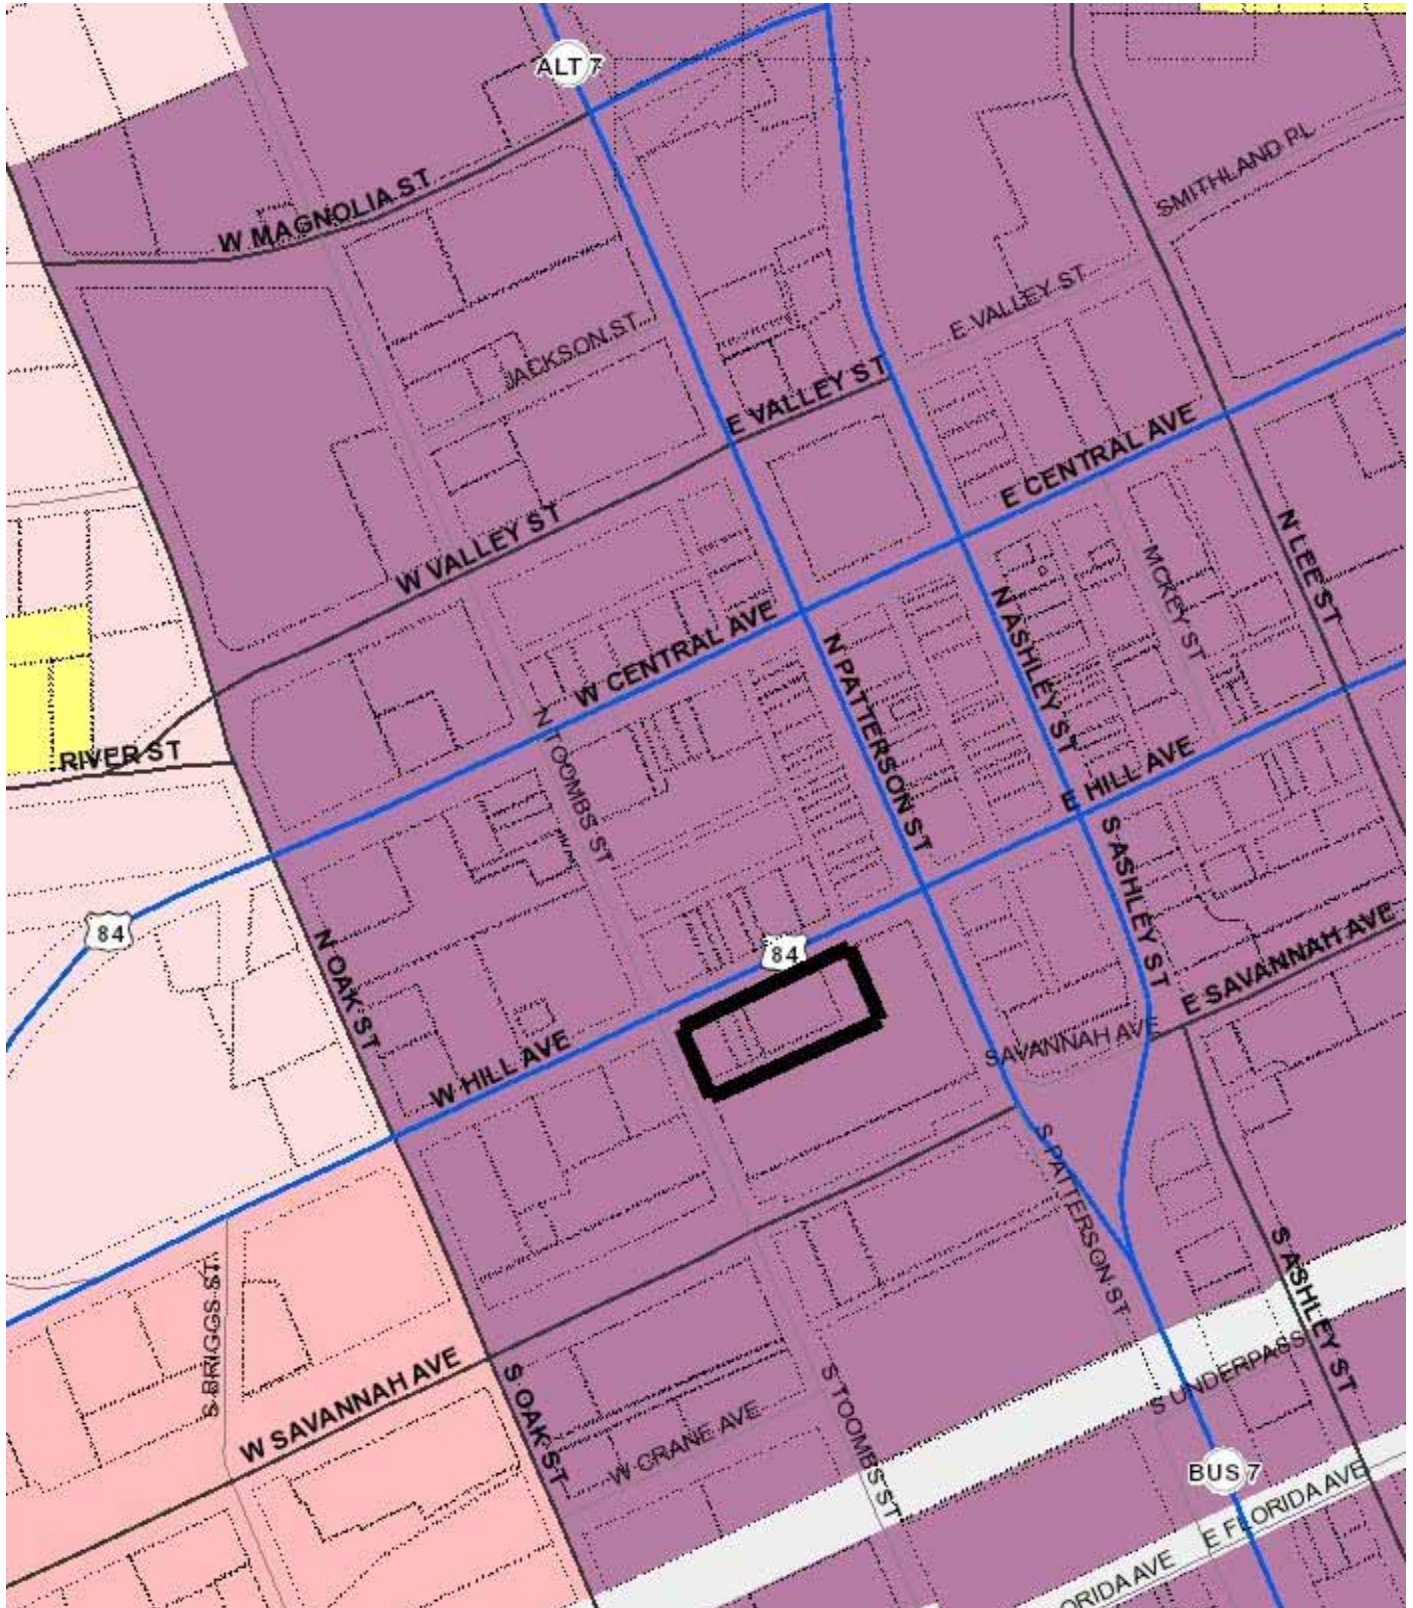 ALT 7
SMITHLAND PL
W MAGNOLIA ST
E VALLEY ST
JACKSON ST
E VALLEY ST
E CENTRAL AVE
W VALLEY ST
N LEE ST
MCKEY ST
N ASHLEY ST
W CENTRAL AVE
N PATTERSON ST
N TOOMBS ST
RIVER ST
E HILL AVE
S ASHLEY ST
84
N OAK ST
84
E SAVANNAH AVE
SAVANNAH AVE
W HILL AVE
S PATTERSON ST
S BRIGGS ST
S ASHLEY ST
W SAVANNAH AVE
S OAK ST
S UNDERPASS
W CRANE AVE
S TOOMBS ST
BUS 7
E FLORIDA AVE
ORIDA AVE